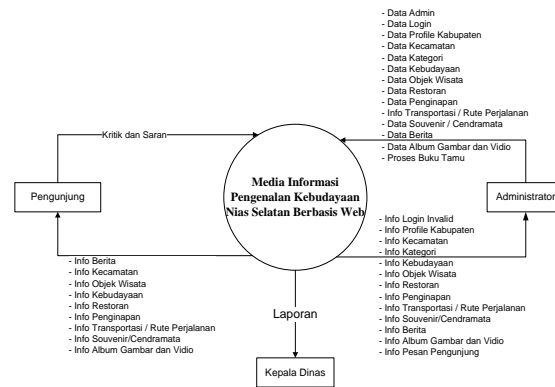 - Data Admin
- Data Login
- Data Profile Kabupaten
- Data Kecamatan
- Data Kategori
- Data Kebudayaan
- Data Objek Wisata
- Data Restoran
- Data Penginapan
- Info Transportasi / Rute Perjalanan
- Data Souvenir / Cendramata
- Data Berita
- Data Album Gambar dan Vidio
- Proses Buku Tamu
Kritik dan Saran
Media Informasi
Pengenalan Kebudayaan
Nias Selatan Berbasis Web
Pengunjung
Administrator
- Info Berita
- Info Kecamatan
- Info Objek Wisata
- Info Kebudayaan
- Info Restoran
- Info Penginapan
- Info Transportasi / Rute Perjalanan
- Info Souvenir/Cendramata
- Info Album Gambar dan Vidio
- Info Login Invalid
- Info Profile Kabupaten
- Info Kecamatan
- Info Kategori
- Info Kebudayaan
- Info Objek Wisata
- Info Restoran
- Info Penginapan
- Info Transportasi / Rute Perjalanan
- Info Souvenir/Cendramata
- Info Berita
- Info Album Gambar dan Vidio
- Info Pesan Pengunjung
Laporan
Kepala Dinas